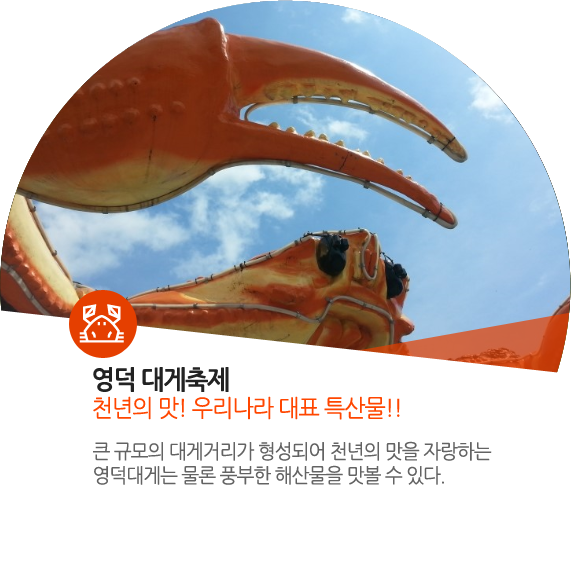 영덕 대게축제
천년의 맛! 우리나라 대표 특산물!!
큰 규모의 대게거리가 형성되어 천년의 맛을 자랑하는
영덕대게는 물론 풍부한 해산물을 맛볼 수 있다.